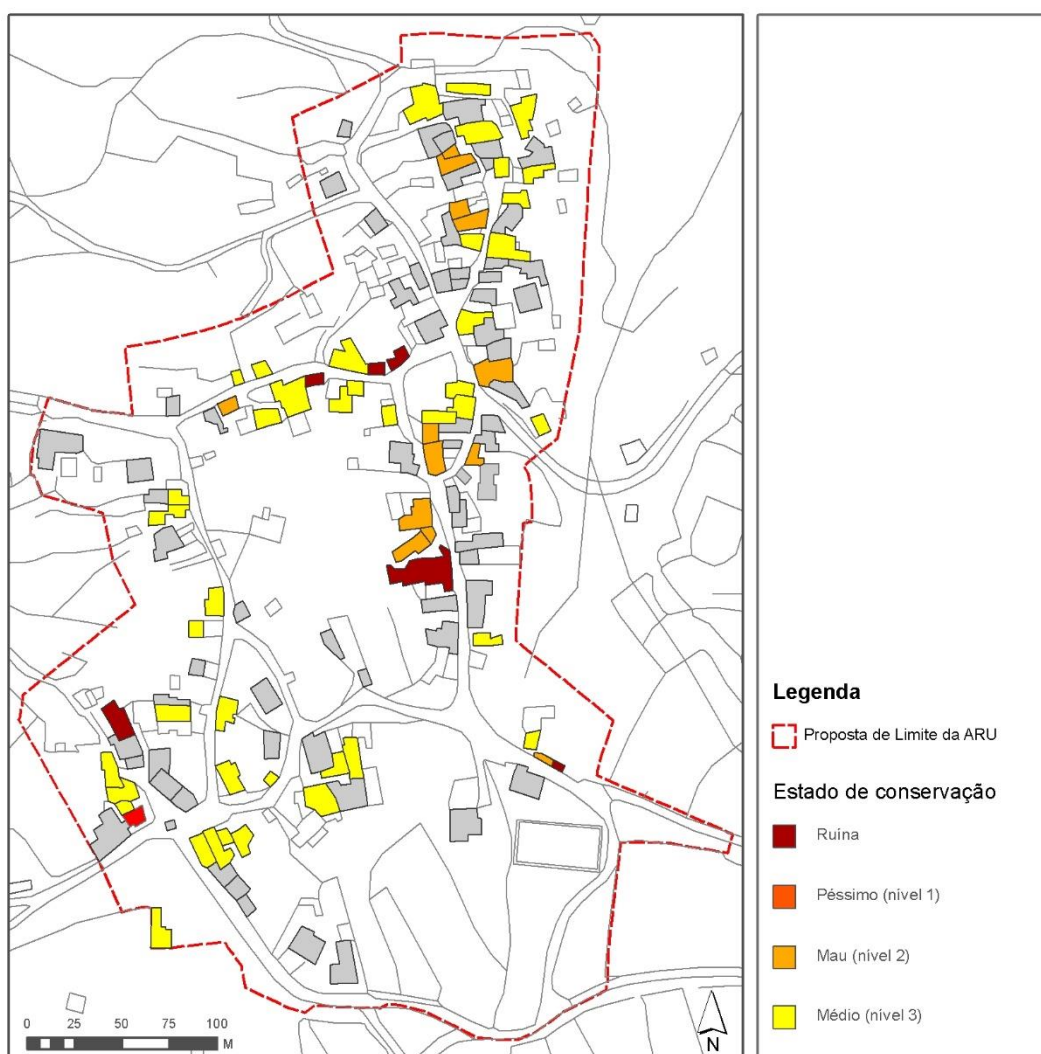 Legenda
Proposta de Limite da ARU
Estado de conservação
Ruína
Péssimo (nível 1)
Mau (nível 2)
Médio (nível 3)
0 25 50 75 100
M
N